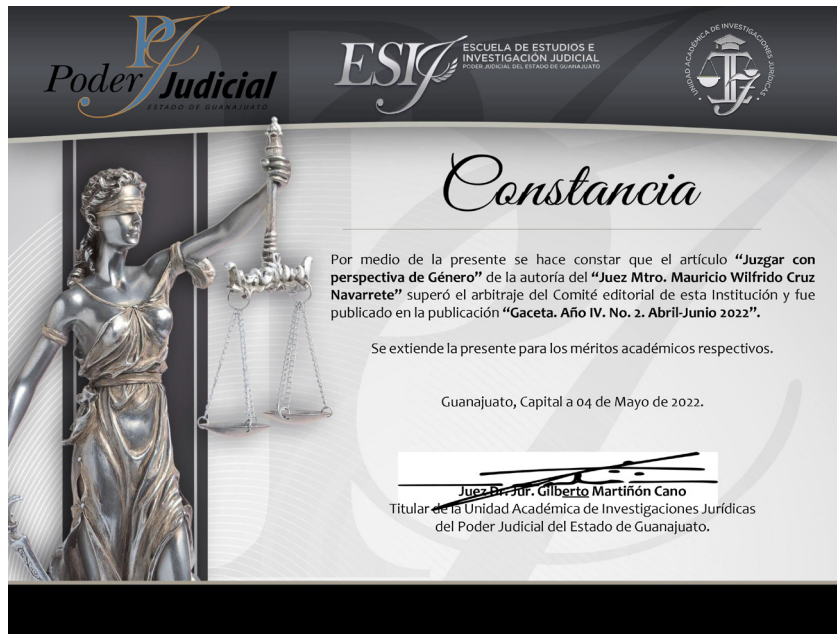 PJ
Poder Judicial
ESTADO DE GUANAJUATO
ESIJ
ESCUELA DE ESTUDIOS E
INVESTIGACIÓN JUDICIAL
PODER JUDICIAL DEL ESTADO DE GUANAJUATO
UNIDAD ACADÉMICA DE INVESTIGACIONES JURÍDICAS
Constancia
Por medio de la presente se hace constar que el artículo “Juzgar con
perspectiva de Género” de la autoría del “Juez Mtro. Mauricio Wilfrido Cruz
Navarrete” superó el arbitraje del Comité editorial de esta Institución y fue
publicado en la publicación “Gaceta. Año IV. No. 2. Abril-Junio 2022”.
Se extiende la presente para los méritos académicos respectivos.
Guanajuato, Capital a 04 de Mayo de 2022.
Juez Dr. Jur. Gilberto Martiñón Cano
Titular de la Unidad Académica de Investigaciones Jurídicas
del Poder Judicial del Estado de Guanajuato.